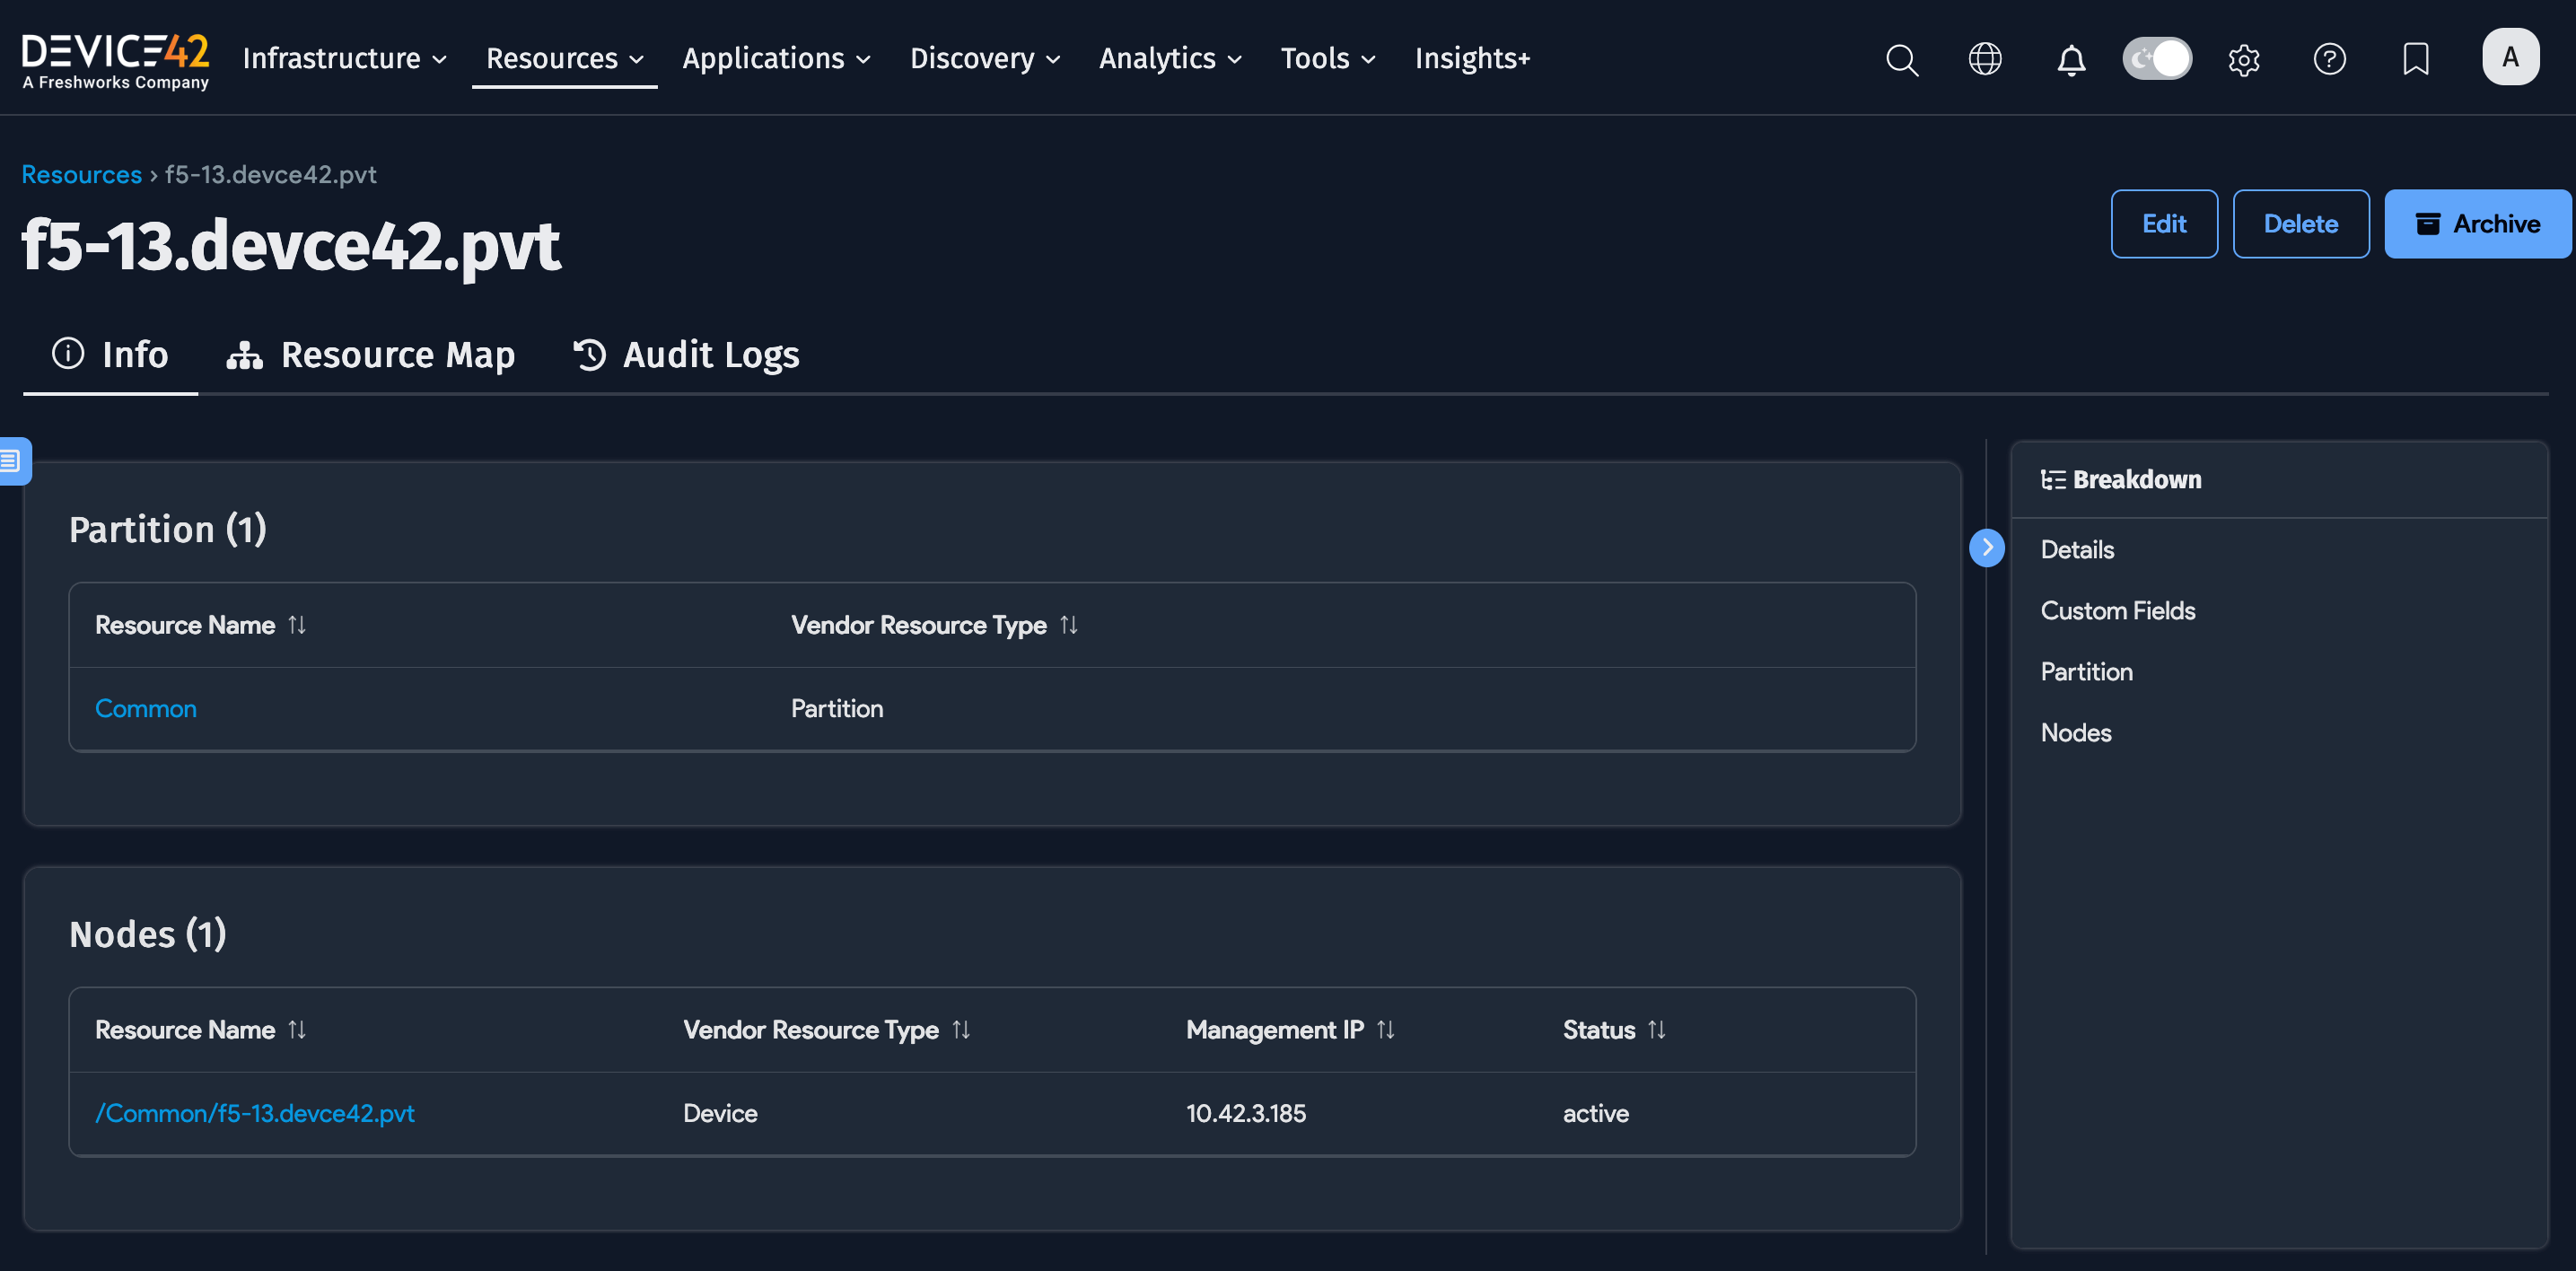 DEVICE42
A Freshworks Company
Infrastructure Resources Applications Discovery Analytics Tools Insights+
A
Resources › f5-13.devce42.pvt
f5-13.devce42.pvt
Edit Delete Archive
Info Resource Map Audit Logs
Partition (1)
Resource Name Vendor Resource Type
Common Partition
Nodes (1)
Resource Name Vendor Resource Type Management IP Status
/Common/f5-13.devce42.pvt Device 10.42.3.185 active
Breakdown
Details
Custom Fields
Partition
Nodes